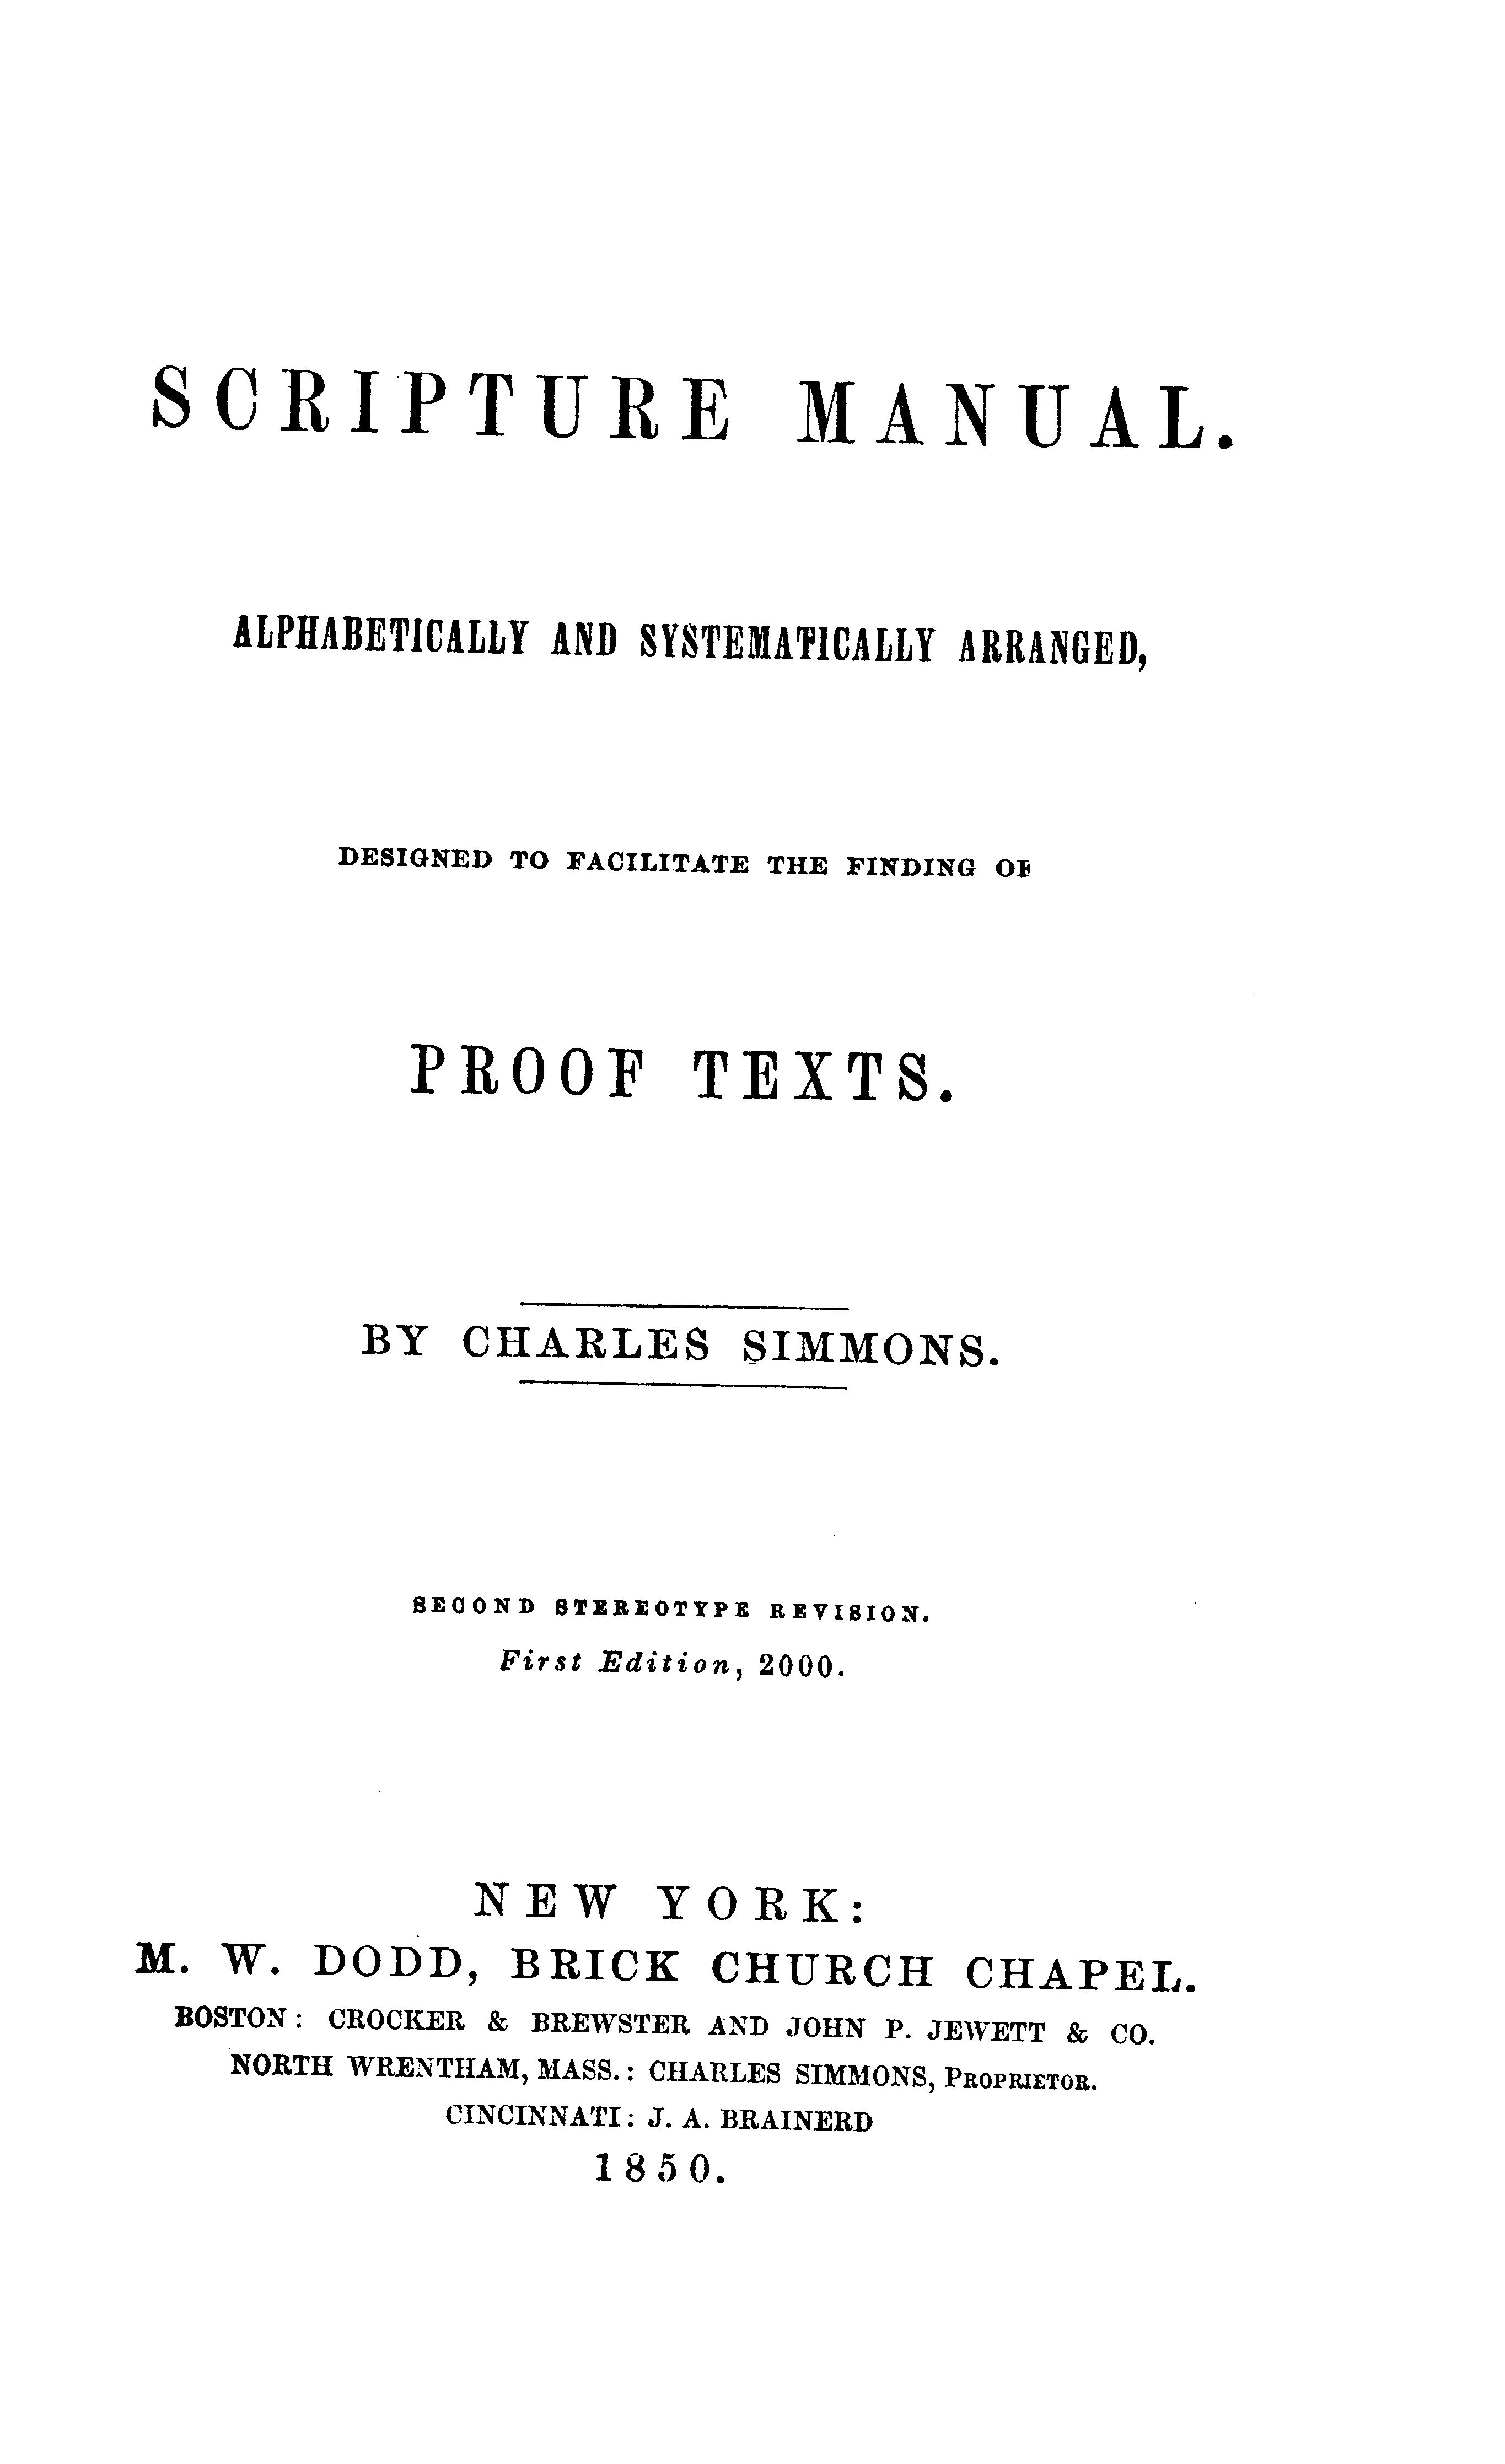 SCRIPTURE MANUAL.
ALPHABETICALLY AND SYSTEMATICALLY ARRANGED,
DESIGNED TO FACILITATE THE FINDING OF
PROOF TEXTS.
BY CHARLES SIMMONS.
SECOND STEREOTYPE REVISION.
First Edition, 2000.
NEW YORK:
M. W. DODD, BRICK CHURCH CHAPEL.
BOSTON: CROCKER & BREWSTER AND JOHN P. JEWETT & CO.
NORTH WRENTHAM, MASS.: CHARLES SIMMONS, PROPRIETOR.
CINCINNATI: J. A. BRAINERD
1850.